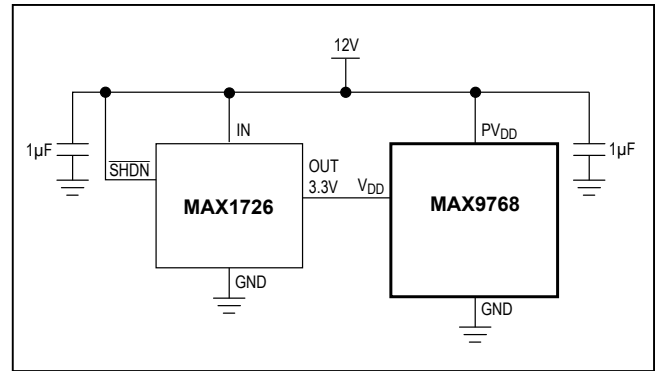 12V
IN
PVDD
1µF
1µF
SHDN
OUT
3.3V
VDD
MAX1726
MAX9768
GND
GND